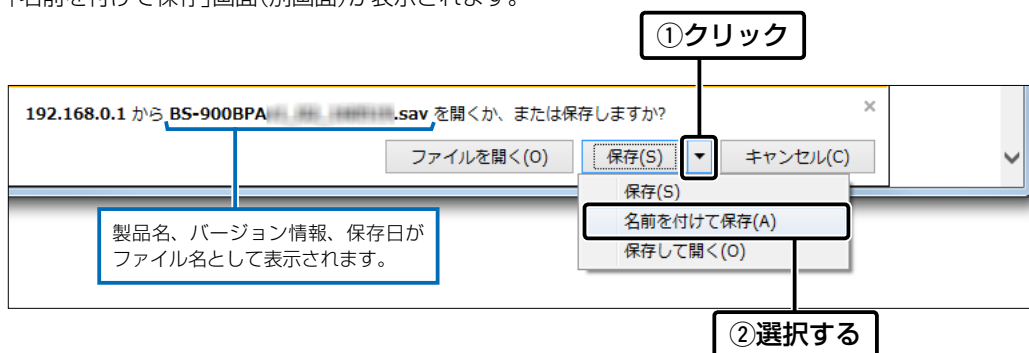 「名前を付けて保存」画面(別画面)が表示されます。
①クリック
192.168.0.1 から BS-900BPA .sav を開くか、または保存しますか?
×
ファイルを開く(O) 保存(S) ▼ キャンセル(C)
保存(S)
名前を付けて保存(A)
保存して開く(O)
製品名、バージョン情報、保存日が
ファイル名として表示されます。
②選択する